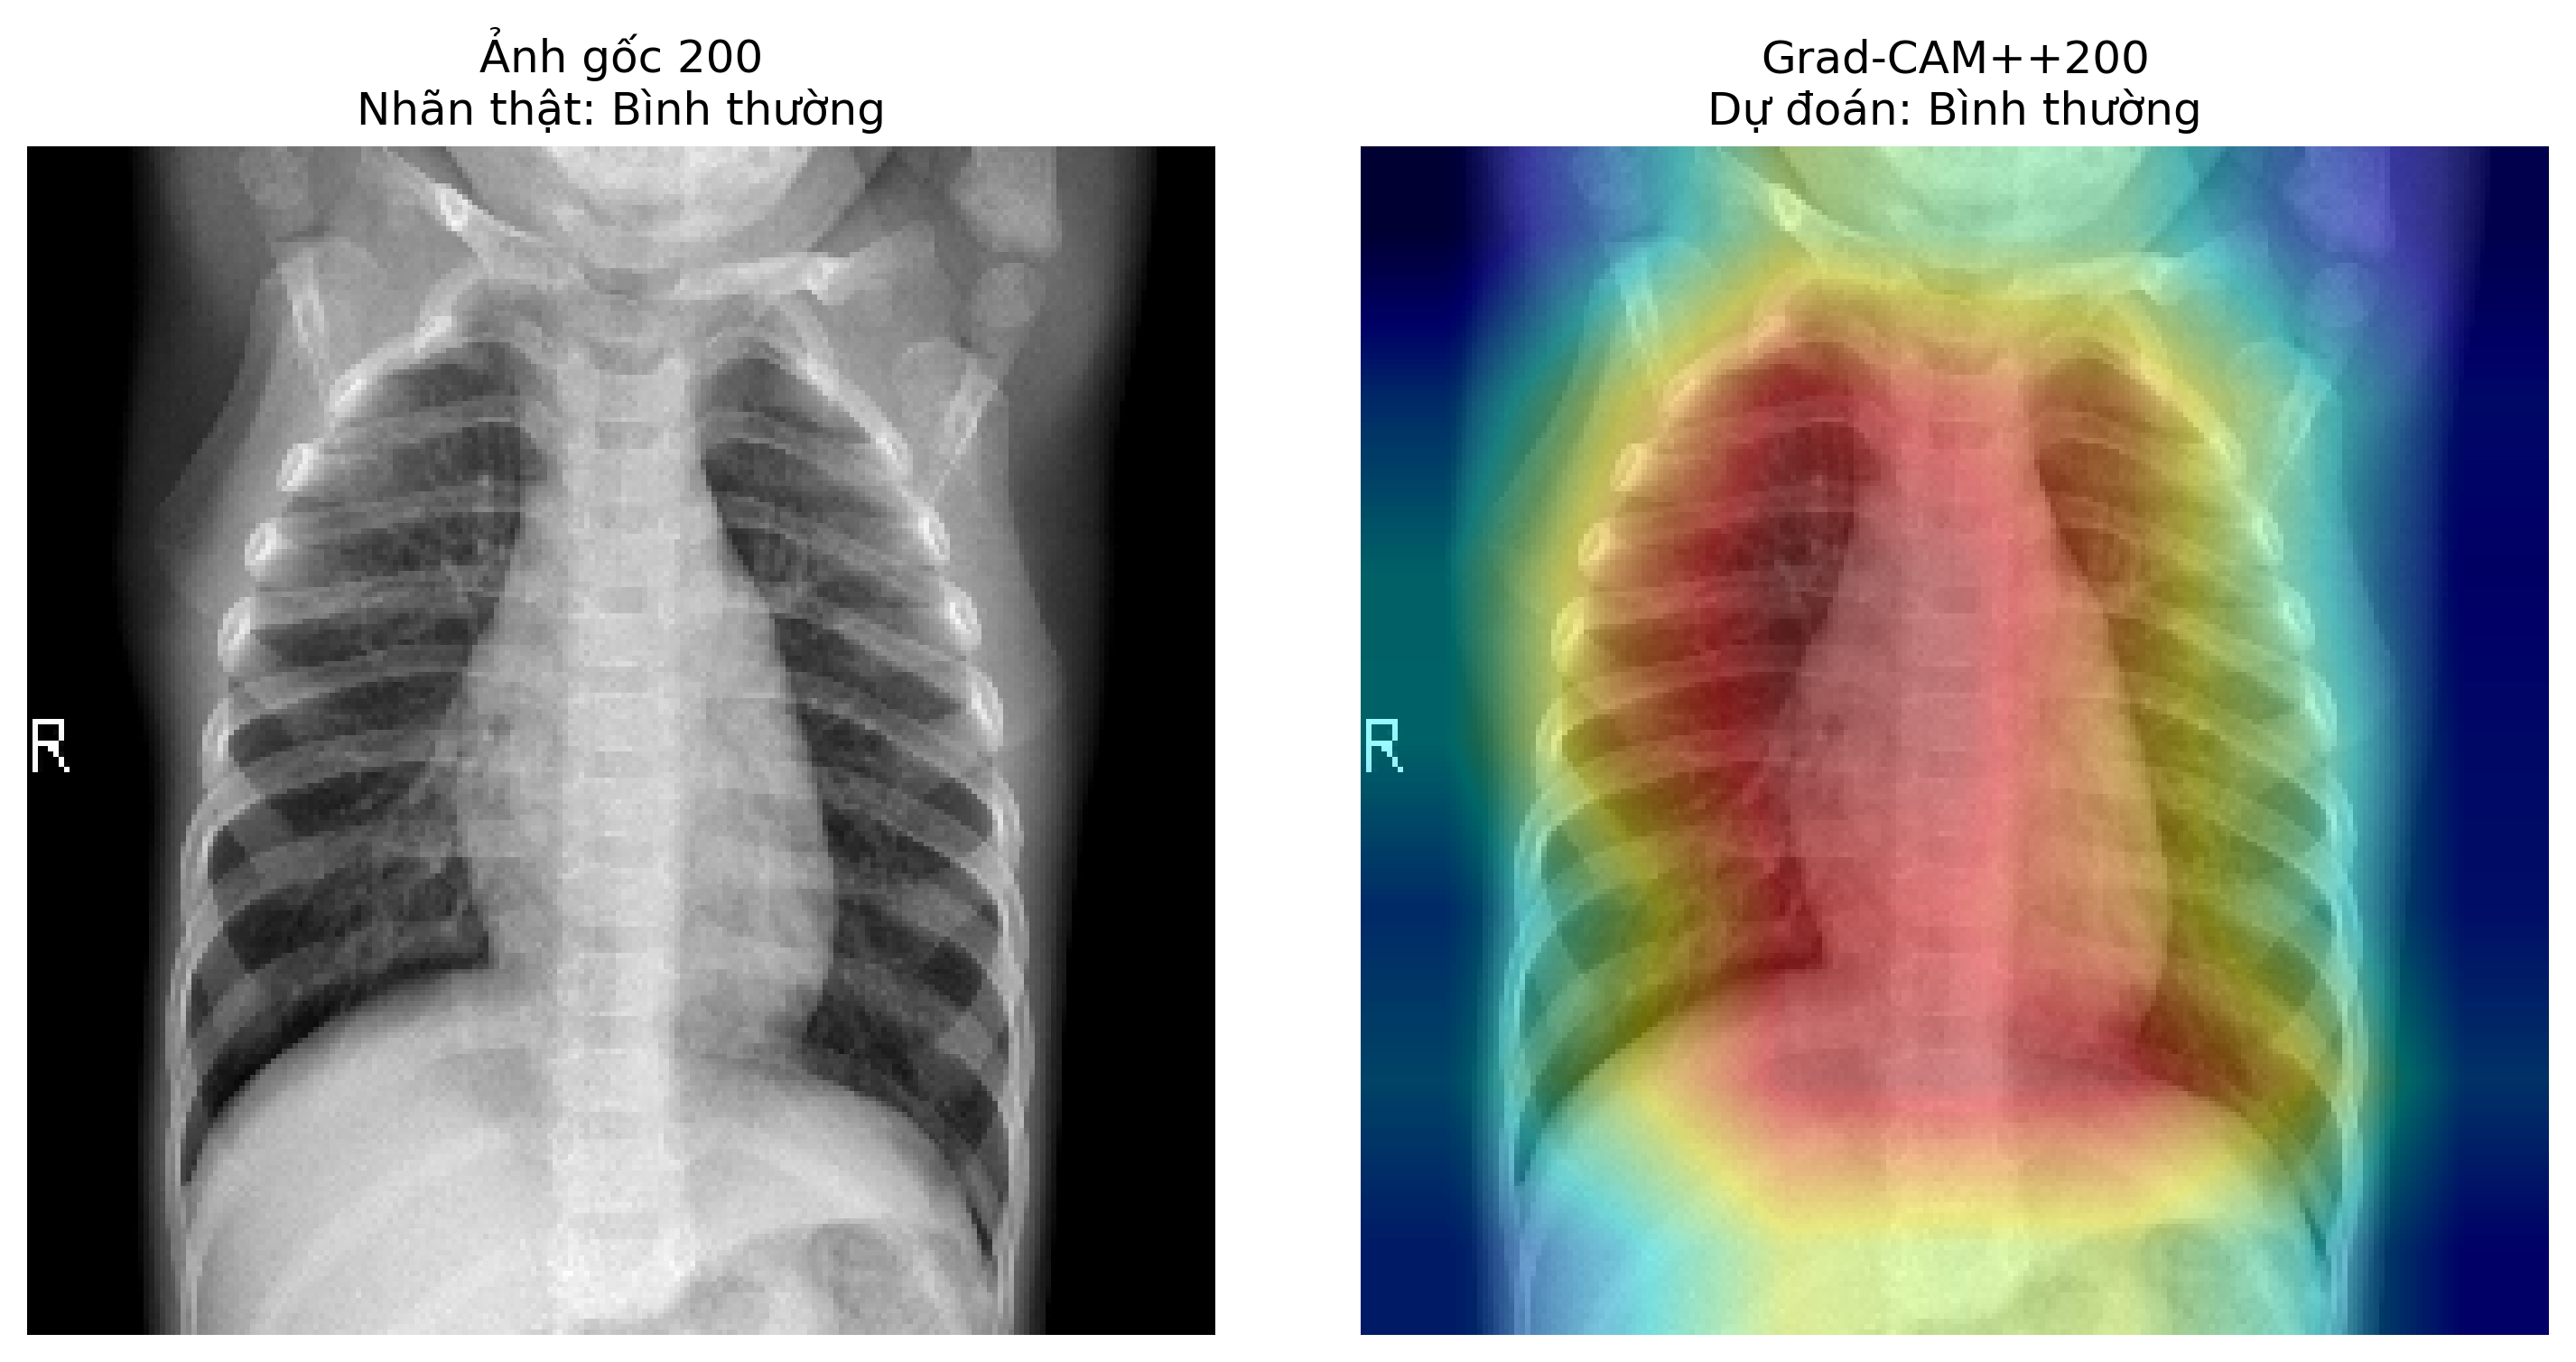 Ảnh gốc 200
Nhãn thật: Bình thường
Grad-CAM++200
Dự đoán: Bình thường
R
R